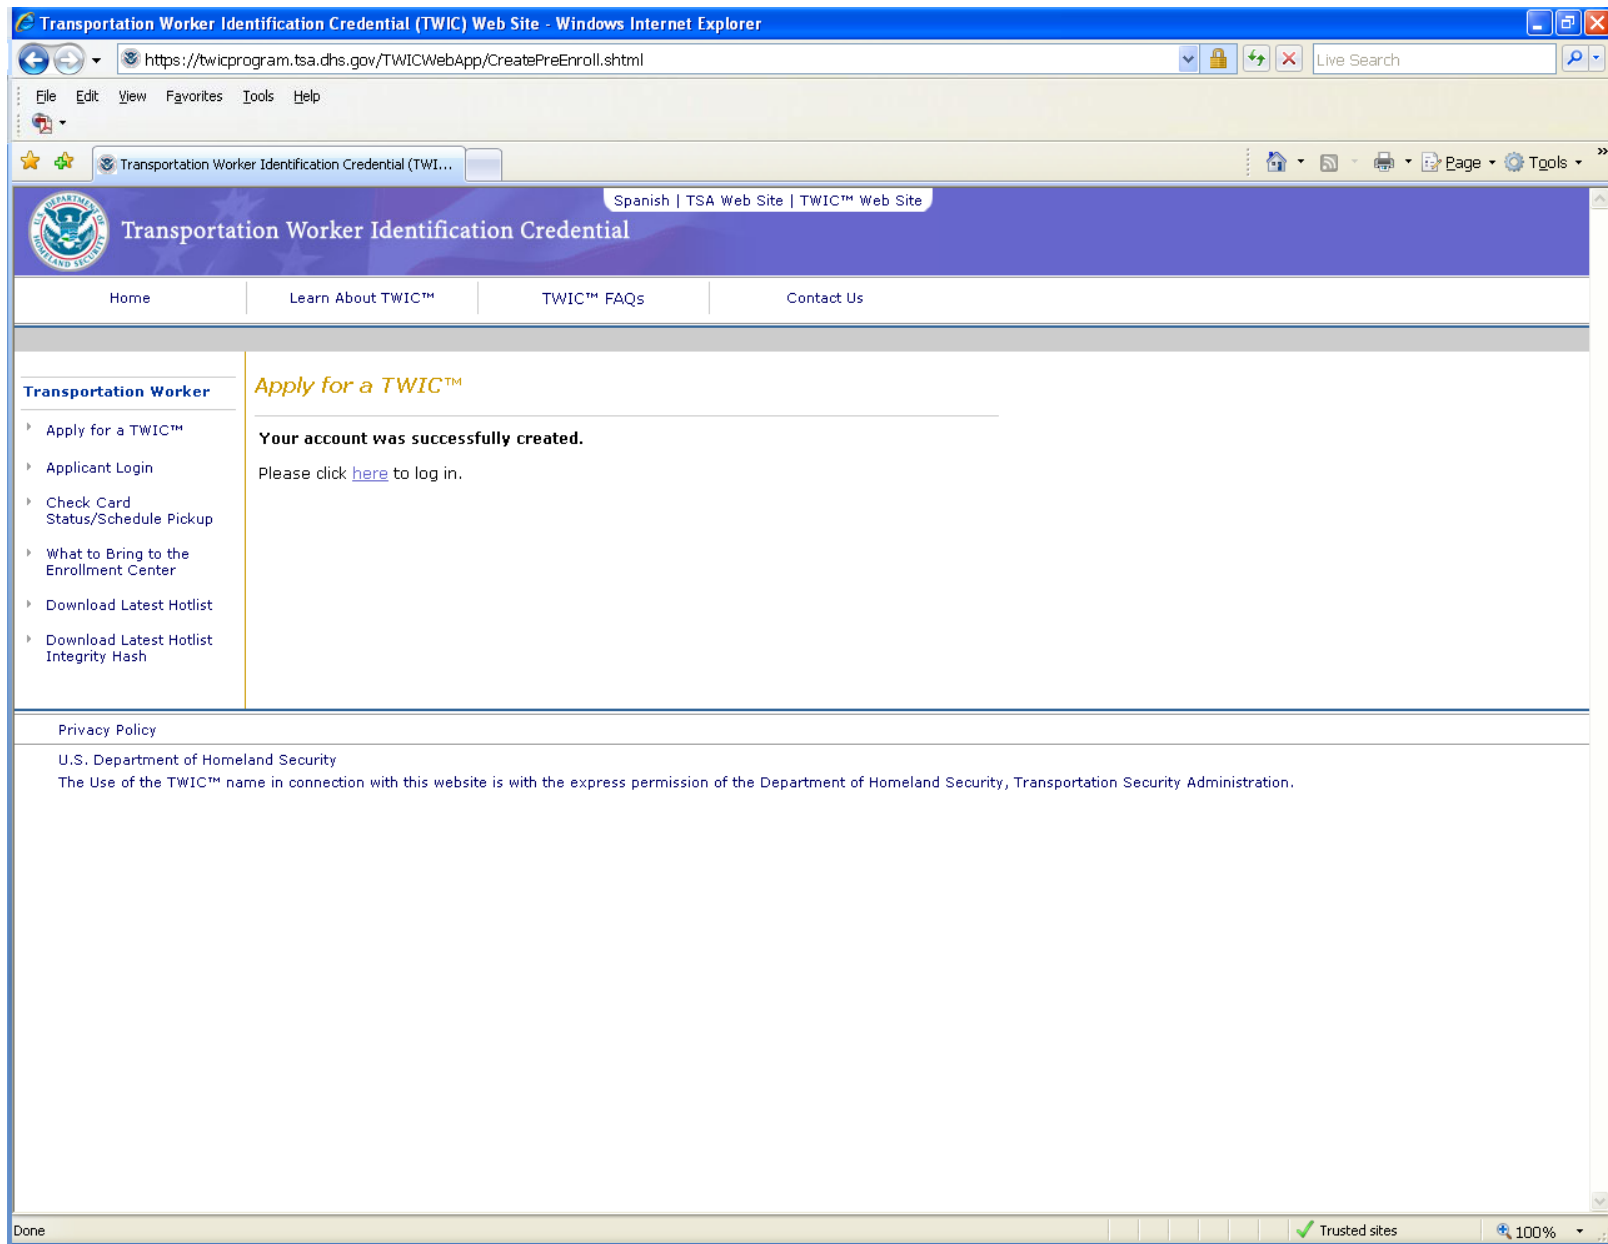 Transportation Worker Identification Credential (TWIC) Web Site - Windows Internet Explorer
https://twicprogram.tsa.dhs.gov/TWICWebApp/CreatePreEnroll.shtml
Live Search
File Edit View Favorites Tools Help
Transportation Worker Identification Credential (TWI...
Page Tools »
Spanish | TSA Web Site | TWIC™ Web Site
Transportation Worker Identification Credential
Home Learn About TWIC™ TWIC™ FAQs Contact Us
Transportation Worker
Apply for a TWIC™
Applicant Login
Check Card
Status/Schedule Pickup
What to Bring to the
Enrollment Center
Download Latest Hotlist
Download Latest Hotlist
Integrity Hash
Apply for a TWIC™
Your account was successfully created.
Please click here to log in.
Privacy Policy
U.S. Department of Homeland Security
The Use of the TWIC™ name in connection with this website is with the express permission of the Department of Homeland Security, Transportation Security Administration.
Done
Trusted sites
100%